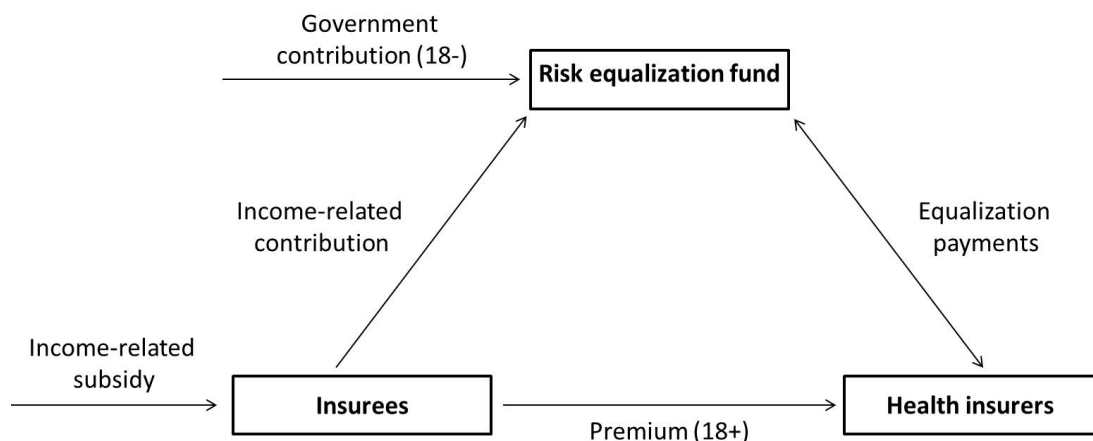 Government
contribution (18-)
Risk equalization fund
Income-related
contribution
Equalization
payments
Income-related
subsidy
Insurees
Health insurers
Premium (18+)